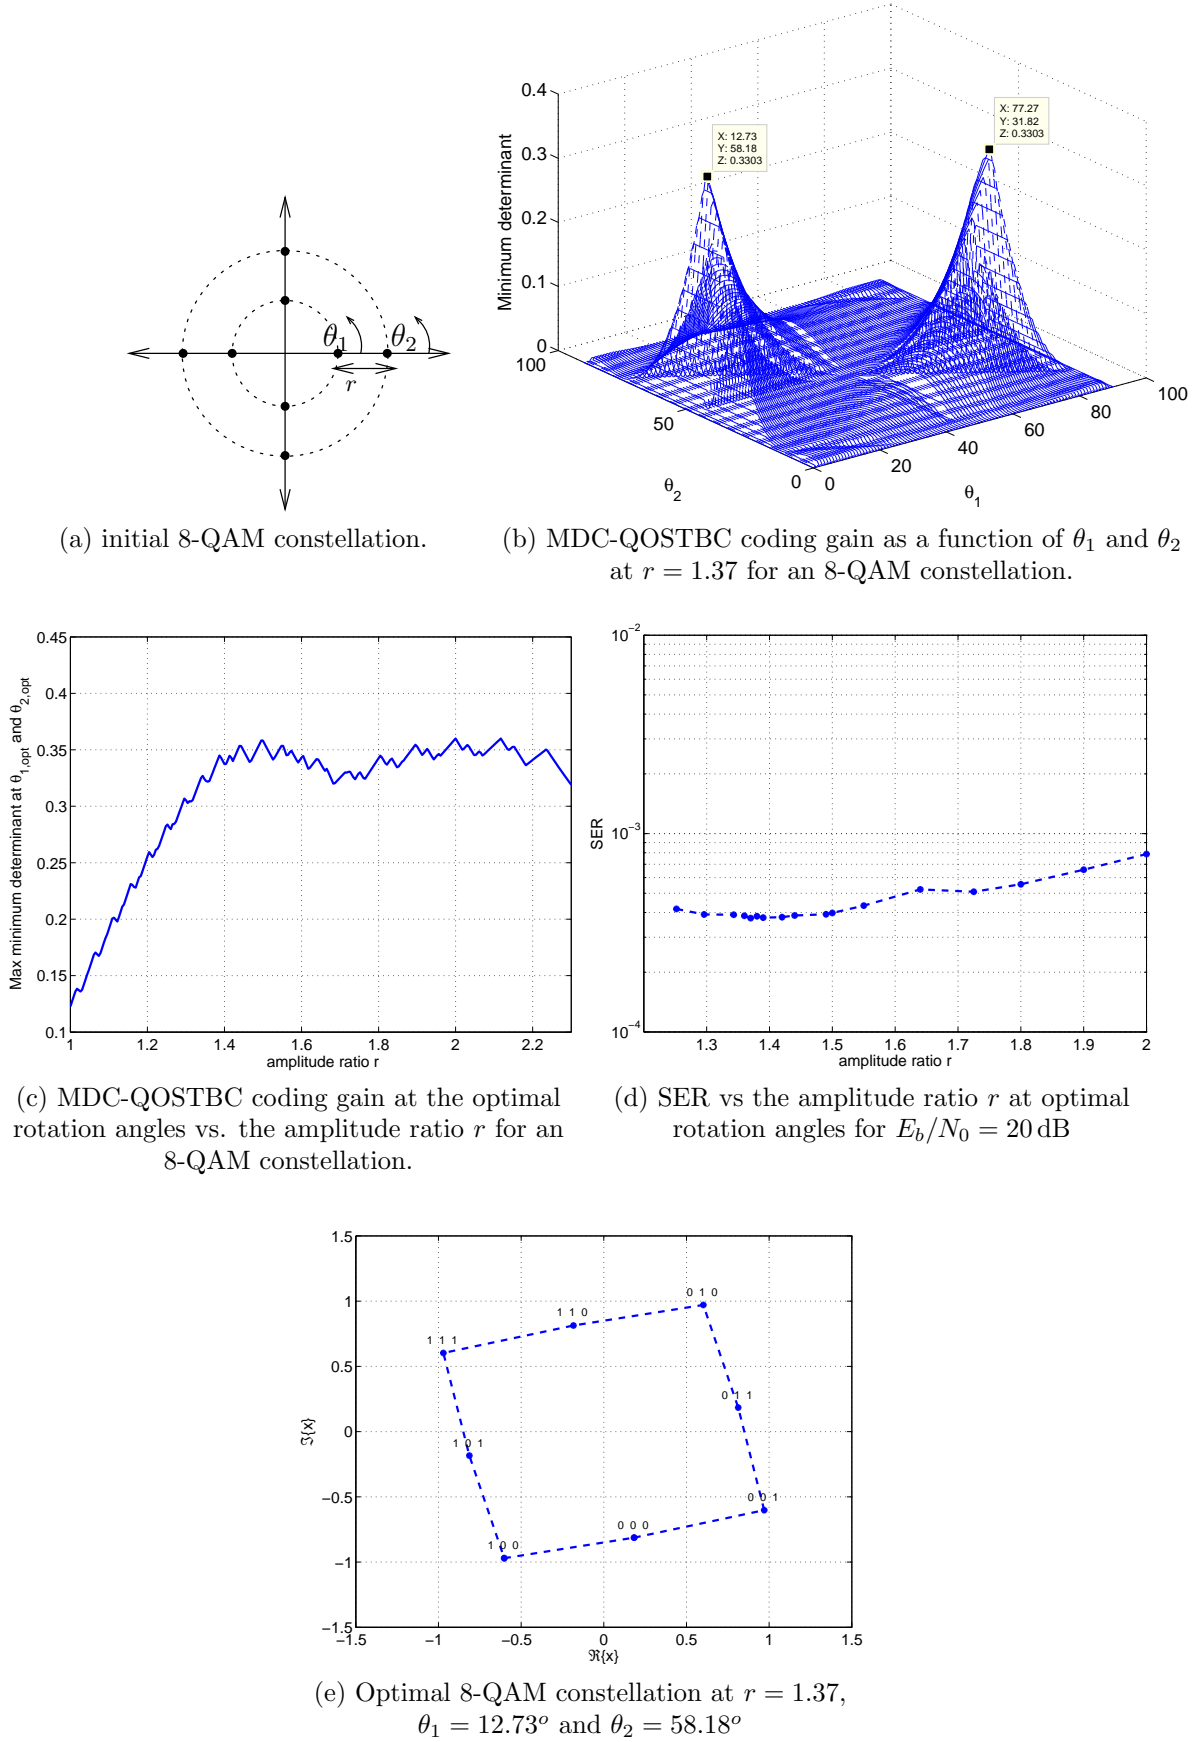 θ1
θ2
r
(a) initial 8-QAM constellation.
Minimum determinant
0.4
0.3
0.2
0.1
0
100
50
0
0
20
40
60
80
100
θ2
θ1
X: 12.73
Y: 58.18
Z: 0.3303
X: 77.27
Y: 31.82
Z: 0.3303
(b) MDC-QOSTBC coding gain as a function of θ1 and θ2
at r = 1.37 for an 8-QAM constellation.
Max minimum determinant at θ1,opt and θ2,opt
0.45
0.4
0.35
0.3
0.25
0.2
0.15
0.1
1
1.2
1.4
1.6
1.8
2
2.2
amplitude ratio r
(c) MDC-QOSTBC coding gain at the optimal
rotation angles vs. the amplitude ratio r for an
8-QAM constellation.
SER
10−2
10−3
10−4
1.3
1.4
1.5
1.6
1.7
1.8
1.9
2
amplitude ratio r
(d) SER vs the amplitude ratio r at optimal
rotation angles for Eb/N0 = 20 dB
ℑ{x}
1.5
1
0.5
0
−0.5
−1
−1.5
−1.5
−1
−0.5
0
0.5
1
1.5
ℜ{x}
0 1 0
1 1 0
1 1 1
0 1 1
1 0 1
0 0 1
0 0 0
1 0 0
(e) Optimal 8-QAM constellation at r = 1.37,
θ1 = 12.73o and θ2 = 58.18o